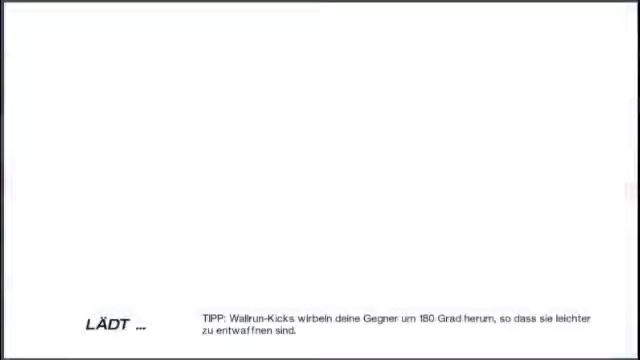 LÄDT ...
TIPP: Wallrun-Kicks wirbeln deine Gegner um 180 Grad herum, so dass sie leichter
zu entwaffnen sind.